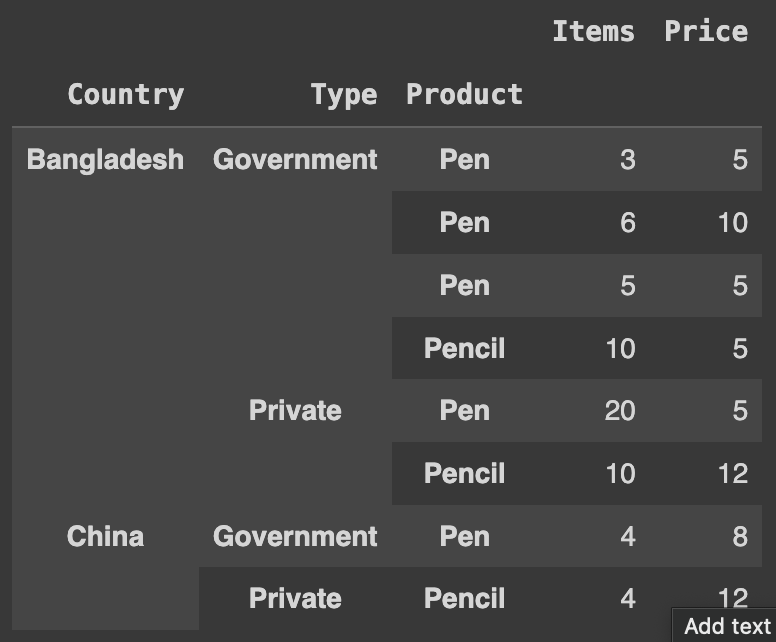 Items Price
Country Type Product
Bangladesh Government Pen 3 5
Pen 6 10
Pen 5 5
Pencil 10 5
Private Pen 20 5
Pencil 10 12
China Government Pen 4 8
Private Pencil 4 12
Add text